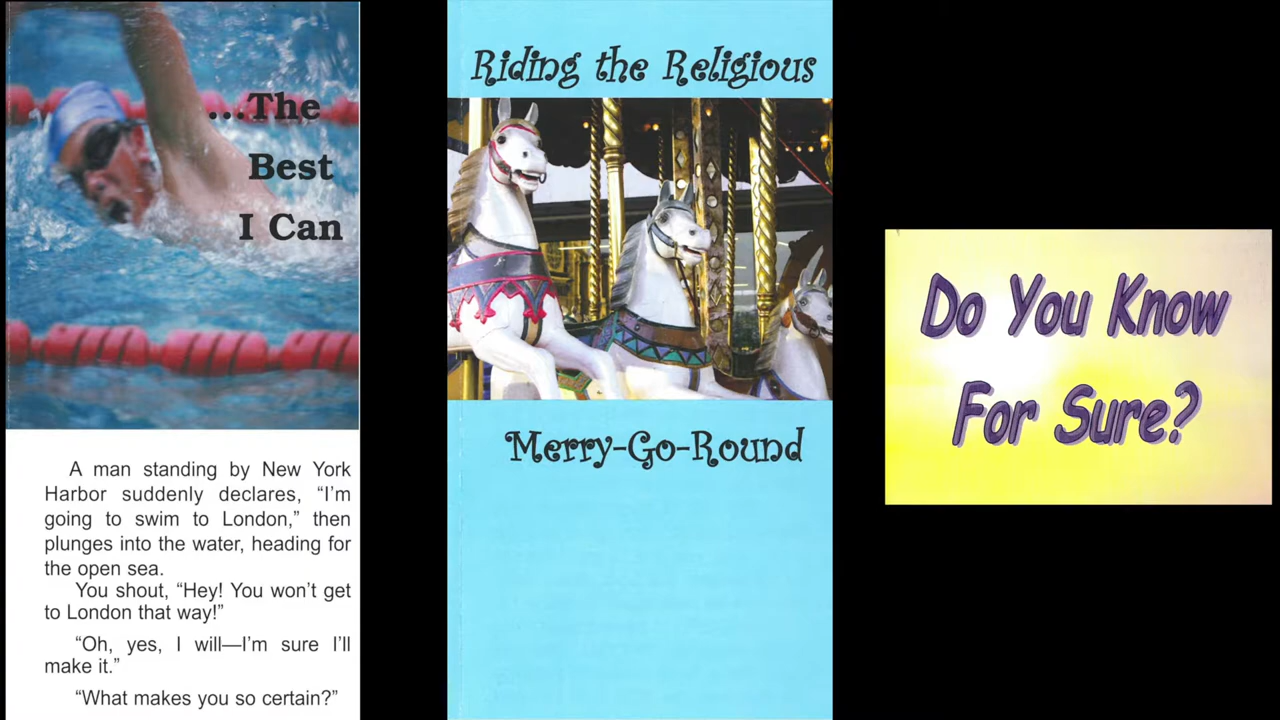 ...The
Best
I Can
A man standing by New York
Harbor suddenly declares, “I’m
going to swim to London,” then
plunges into the water, heading for
the open sea.
You shout, “Hey! You won’t get
to London that way!”
“Oh, yes, I will—I’m sure I’ll
make it.”
“What makes you so certain?”
Riding the Religious
Merry-Go-Round
Do You Know
For Sure?